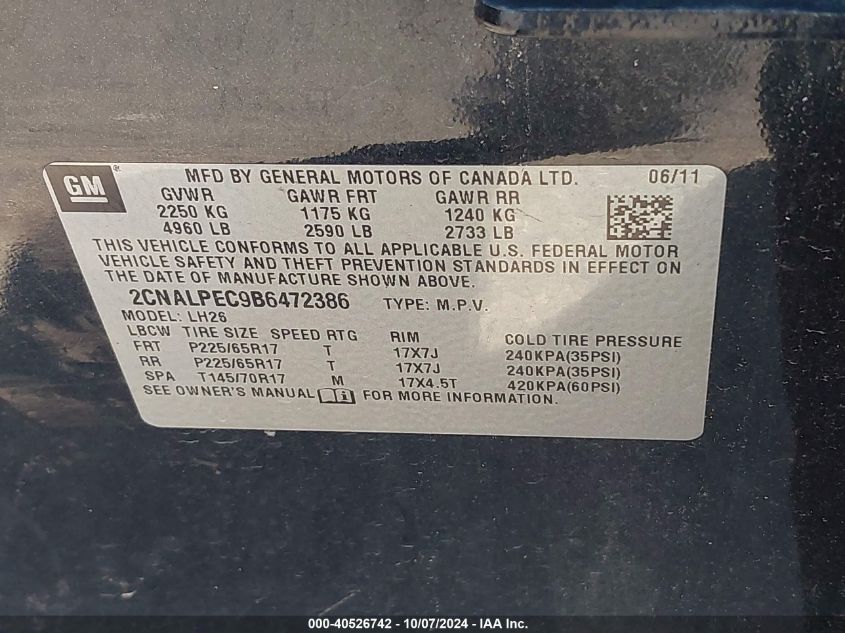 GM
MFD BY GENERAL MOTORS OF CANADA LTD. 06/11
GVWR GAWR FRT GAWR RR
2250 KG 1175 KG 1240 KG
4960 LB 2590 LB 2733 LB
THIS VEHICLE CONFORMS TO ALL APPLICABLE U.S. FEDERAL MOTOR
VEHICLE SAFETY AND THEFT PREVENTION STANDARDS IN EFFECT ON
THE DATE OF MANUFACTURE SHOWN ABOVE.
2CNALPEC9B6472386 TYPE: M.P.V.
MODEL: LH26
LBCW TIRE SIZE SPEED RTG RIM COLD TIRE PRESSURE
FRT P225/65R17 T 17X7J 240KPA(35PSI)
RR P225/65R17 T 17X7J 240KPA(35PSI)
SPA T145/70R17 M 17X4.5T 420KPA(60PSI)
SEE OWNER'S MANUAL FOR MORE INFORMATION.
000-40526742 - 10/07/2024 - IAA Inc.